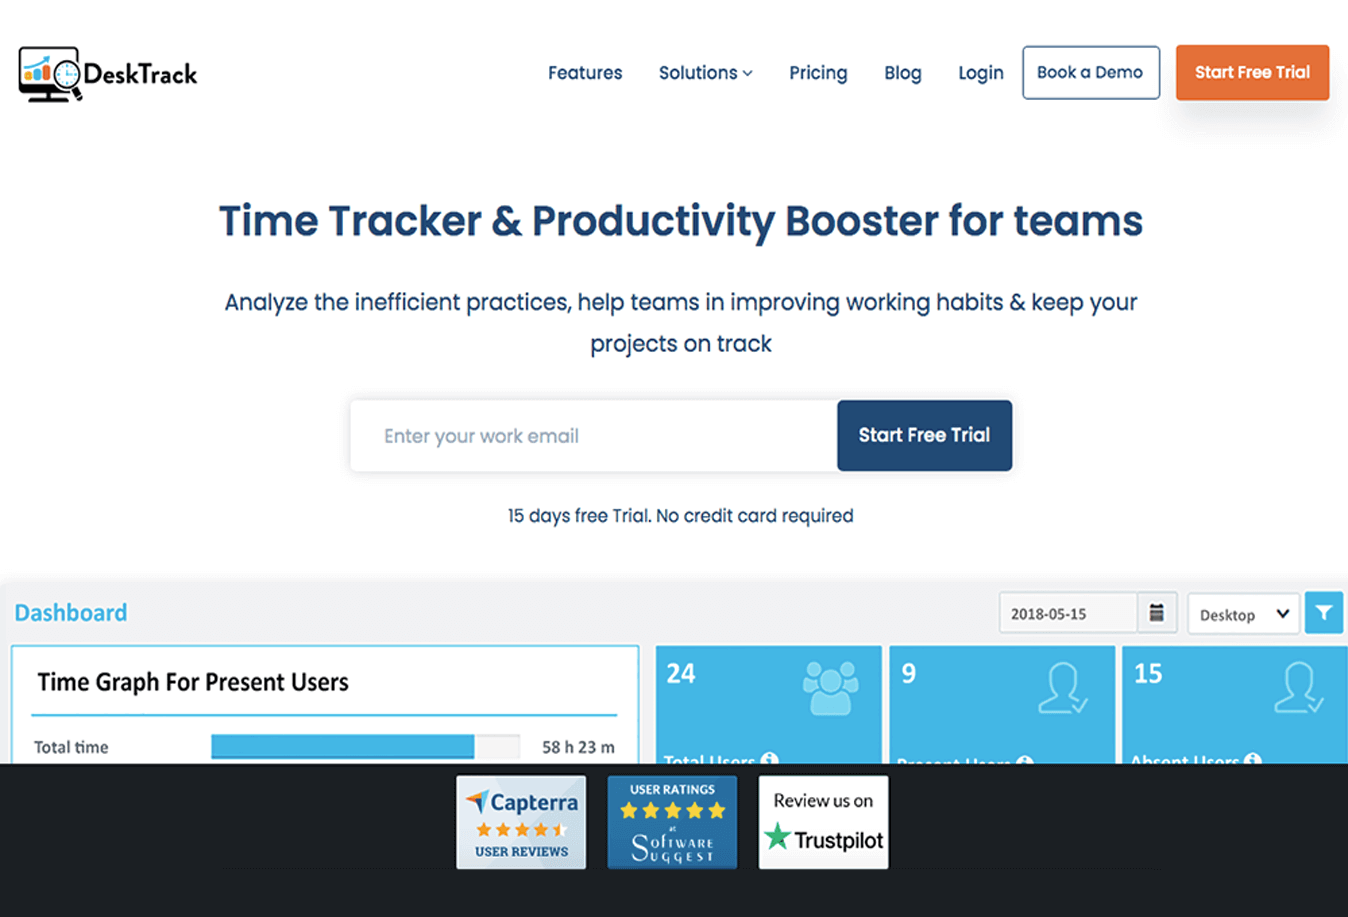 DeskTrack
Features
Solutions
Pricing
Blog
Login
Book a Demo
Start Free Trial
Time Tracker & Productivity Booster for teams
Analyze the inefficient practices, help teams in improving working habits & keep your
projects on track
Enter your work email
Start Free Trial
15 days free Trial. No credit card required
Dashboard
2018-05-15
Desktop
Time Graph For Present Users
24
9
15
Total time
58 h 23 m
Total Users
Present Users
Absent Users
Capterra
USER REVIEWS
USER RATINGS
at
SOFTWARE
SUGGEST
Review us on
Trustpilot